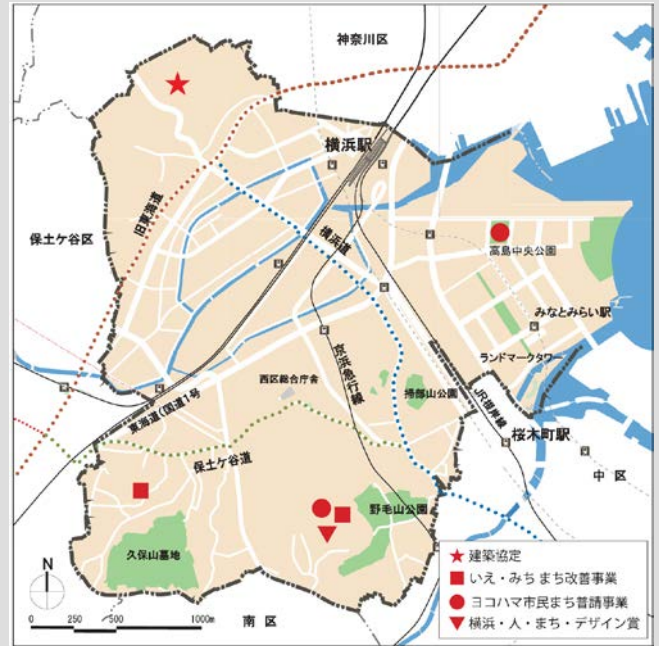 神奈川区
横浜駅
旧東海道
保土ケ谷区
横浜道
高島中央公園
みなとみらい駅
ランドマークタワー
京浜急行線
西区総合庁舎
掃部山公園
JR根岸線
東海道(国道1号
桜木町駅
中区
保土ケ谷道
野毛山公園
久保山墓地
N
0 250 500 1000m
南区
建築協定
いえ・みち まち改善事業
ヨコハマ市民まち普請事業
横浜・人・まち・デザイン賞